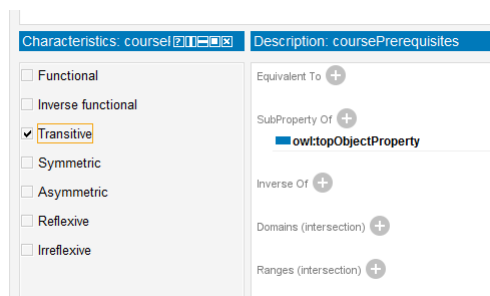 Characteristics: coursePrerequisites
Description: coursePrerequisites
Functional
Inverse functional
Transitive
Symmetric
Asymmetric
Reflexive
Irreflexive
Equivalent To
SubProperty Of
owl:topObjectProperty
Inverse Of
Domains (intersection)
Ranges (intersection)